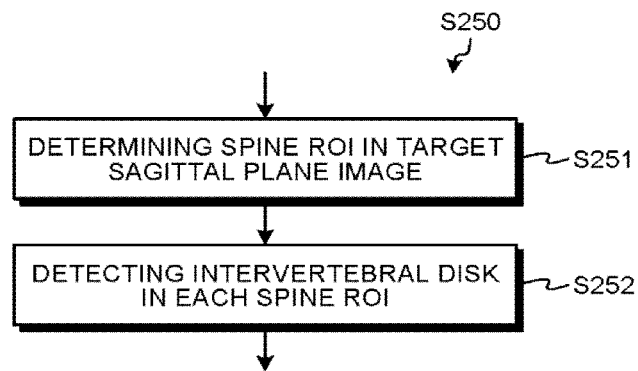 S250
DETERMINING SPINE ROI IN TARGET
SAGITTAL PLANE IMAGE
S251
DETECTING INTERVERTEBRAL DISK
IN EACH SPINE ROI
S252